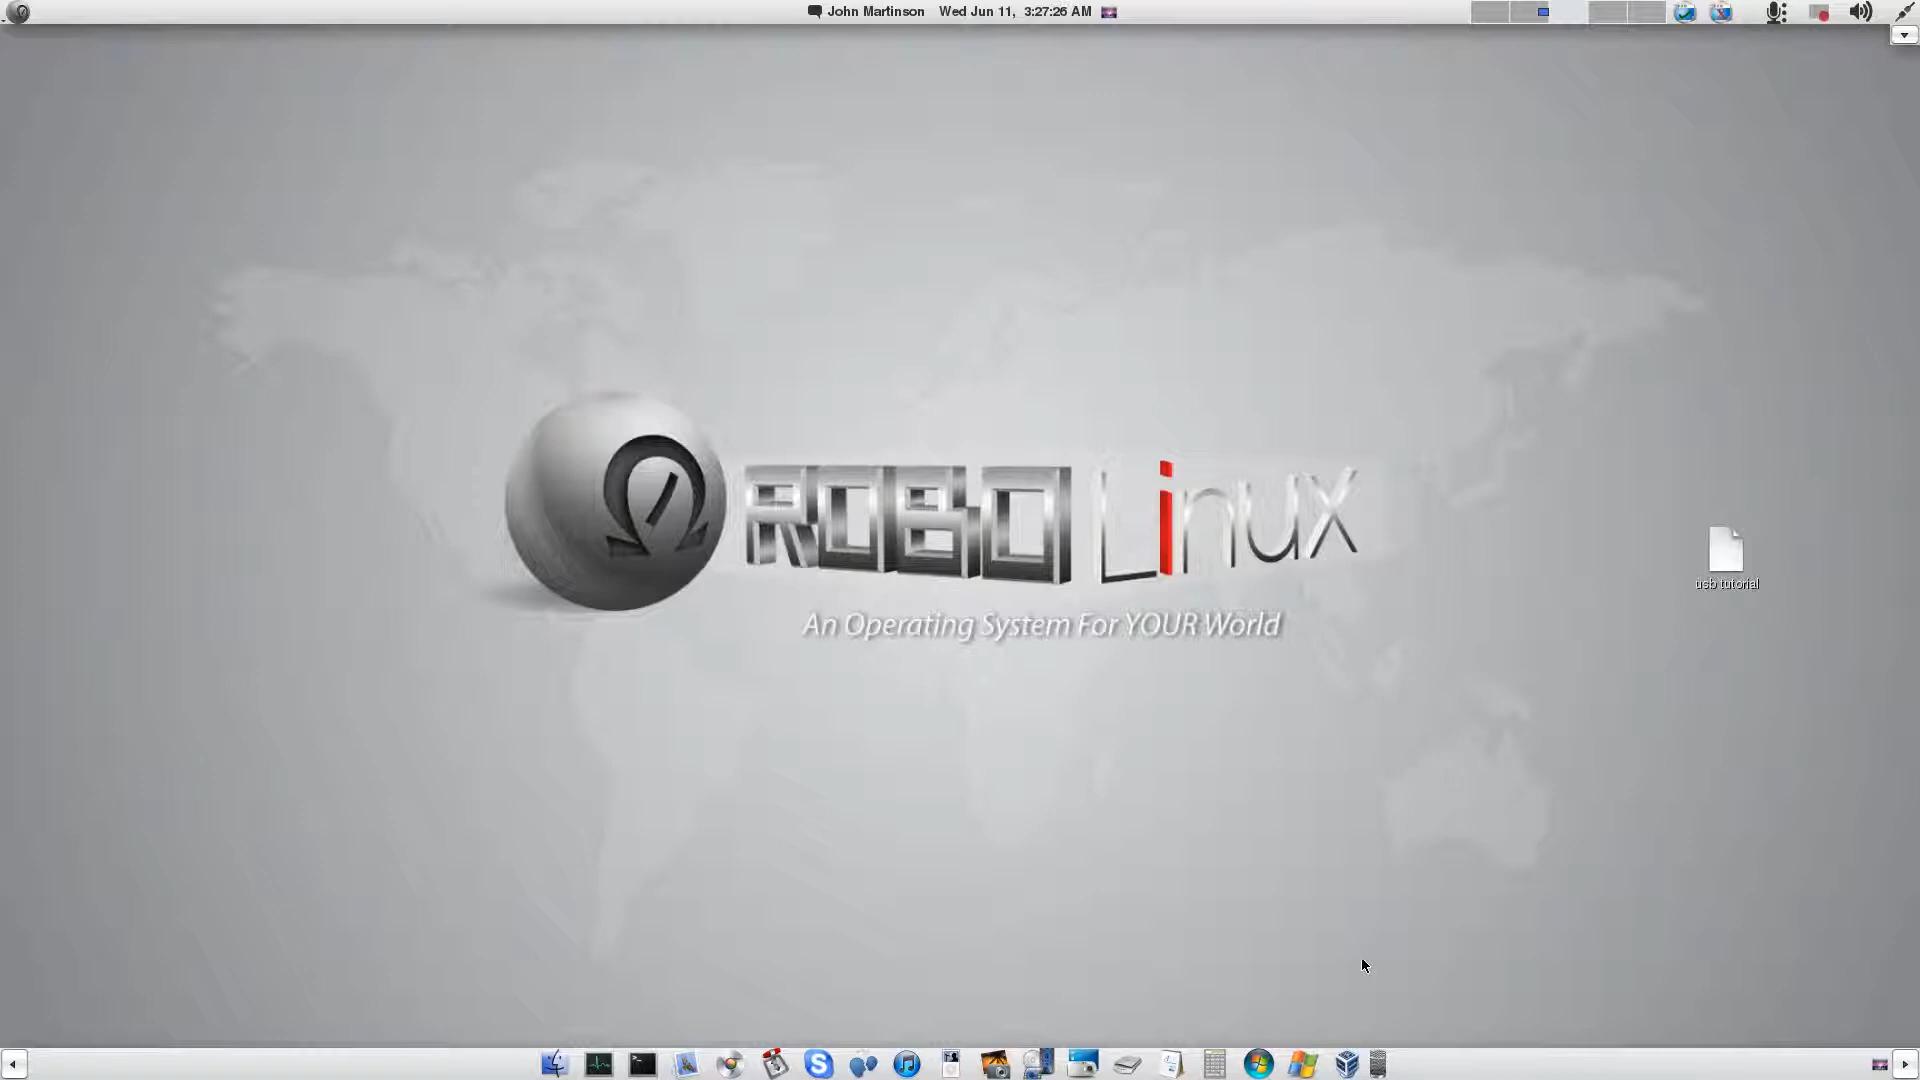 John Martinson Wed Jun 11, 3:27:26 AM
ROBO Linux
An Operating System For YOUR World
usb tutorial